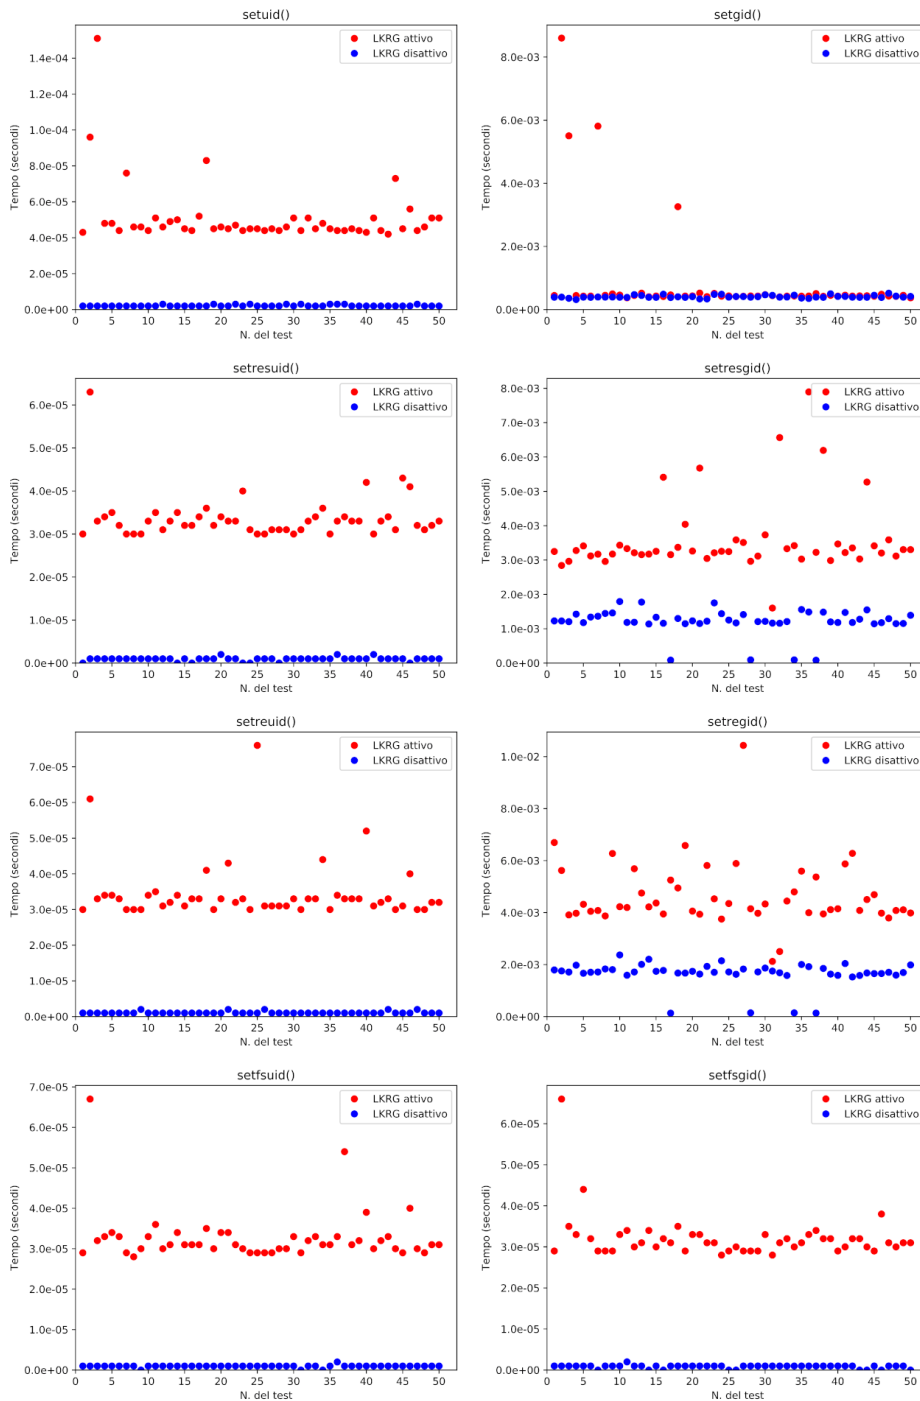 setuid()
LKRG attivo
LKRG disattivo
1.4e-04
1.2e-04
1.0e-04
8.0e-05
6.0e-05
4.0e-05
2.0e-05
0.0e+00
Tempo (secondi)
0 5 10 15 20 25 30 35 40 45 50
N. del test
setgid()
LKRG attivo
LKRG disattivo
8.0e-03
6.0e-03
4.0e-03
2.0e-03
0.0e+00
Tempo (secondi)
0 5 10 15 20 25 30 35 40 45 50
N. del test
setresuid()
LKRG attivo
LKRG disattivo
6.0e-05
5.0e-05
4.0e-05
3.0e-05
2.0e-05
1.0e-05
0.0e+00
Tempo (secondi)
0 5 10 15 20 25 30 35 40 45 50
N. del test
setresgid()
LKRG attivo
LKRG disattivo
8.0e-03
7.0e-03
6.0e-03
5.0e-03
4.0e-03
3.0e-03
2.0e-03
1.0e-03
0.0e+00
Tempo (secondi)
0 5 10 15 20 25 30 35 40 45 50
N. del test
setreuid()
LKRG attivo
LKRG disattivo
7.0e-05
6.0e-05
5.0e-05
4.0e-05
3.0e-05
2.0e-05
1.0e-05
0.0e+00
Tempo (secondi)
0 5 10 15 20 25 30 35 40 45 50
N. del test
setregid()
LKRG attivo
LKRG disattivo
1.0e-02
8.0e-03
6.0e-03
4.0e-03
2.0e-03
0.0e+00
Tempo (secondi)
0 5 10 15 20 25 30 35 40 45 50
N. del test
setfsuid()
LKRG attivo
LKRG disattivo
7.0e-05
6.0e-05
5.0e-05
4.0e-05
3.0e-05
2.0e-05
1.0e-05
0.0e+00
Tempo (secondi)
0 5 10 15 20 25 30 35 40 45 50
N. del test
setfsgid()
LKRG attivo
LKRG disattivo
6.0e-05
5.0e-05
4.0e-05
3.0e-05
2.0e-05
1.0e-05
0.0e+00
Tempo (secondi)
0 5 10 15 20 25 30 35 40 45 50
N. del test